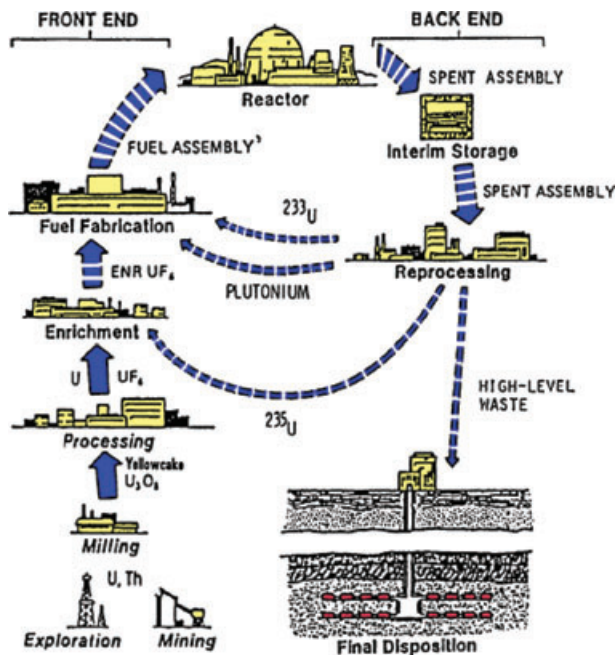 FRONT END
BACK END
Reactor
SPENT ASSEMBLY
Interim Storage
SPENT ASSEMBLY
Reprocessing
FUEL ASSEMBLY
Fuel Fabrication
²³³U
PLUTONIUM
ENR UF₆
Enrichment
²³⁵U
HIGH-LEVEL
WASTE
U UF₆
Processing
Yellowcake
U₃O₈
Milling
U, Th
Exploration
Mining
Final Disposition